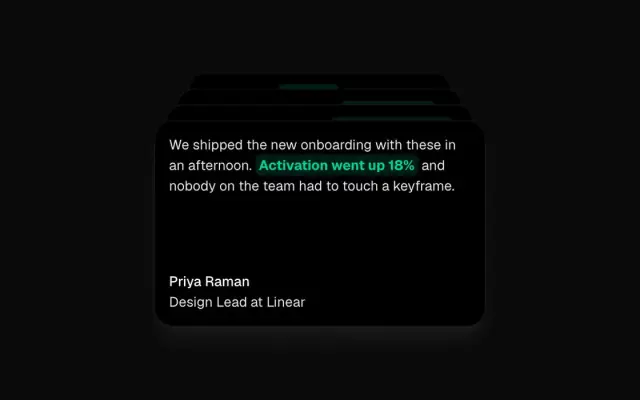 We shipped the new onboarding with these in
an afternoon. Activation went up 18% and
nobody on the team had to touch a keyframe.
Priya Raman
Design Lead at Linear